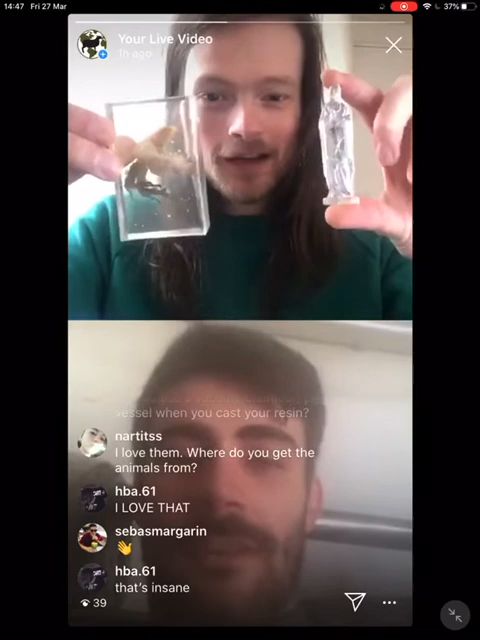 14:47 Fri 27 Mar
37%
Your Live Video
1h ago
vessel when you cast your resin?
nartitss
I love them. Where do you get the
animals from?
hba.61
I LOVE THAT
sebasmargarin
👋
hba.61
that's insane
39